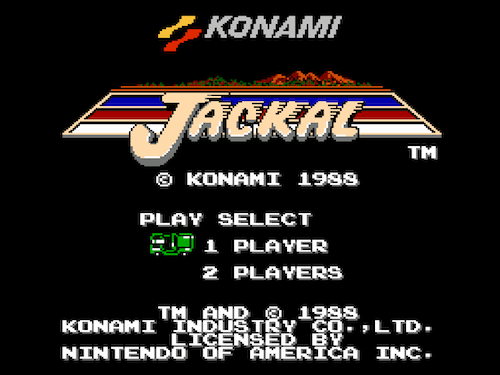 KONAMI
JACKAL
TM
© KONAMI 1988
PLAY SELECT
1 PLAYER
2 PLAYERS
TM AND © 1988
KONAMI INDUSTRY CO.,LTD.
LICENSED BY
NINTENDO OF AMERICA INC.